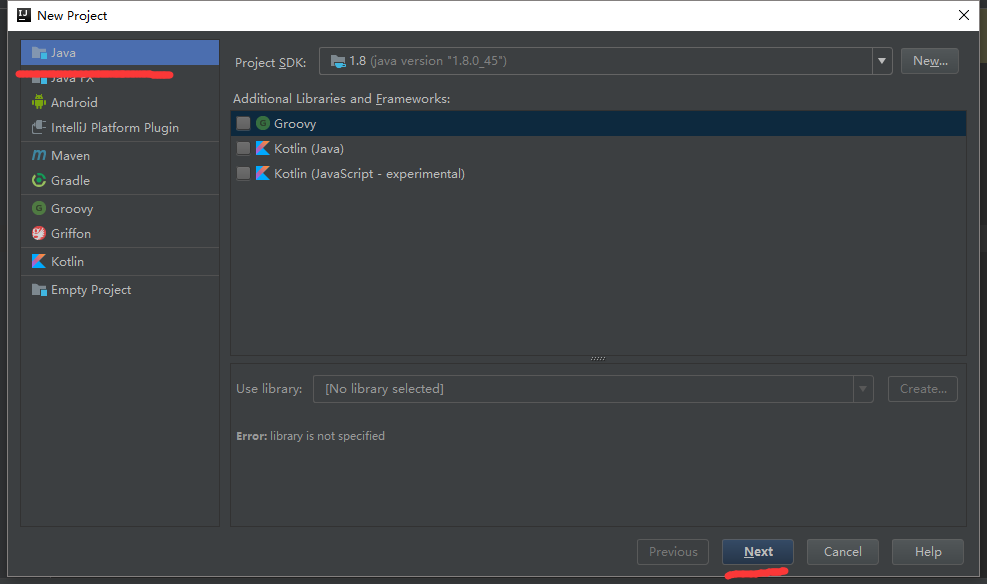 New Project
Java
Java FX
Android
IntelliJ Platform Plugin
Maven
Gradle
Groovy
Griffon
Kotlin
Empty Project
Project SDK: 1.8 (java version "1.8.0_45") New...
Additional Libraries and Frameworks:
Groovy
Kotlin (Java)
Kotlin (JavaScript - experimental)
Use library: [No library selected] Create...
Error: library is not specified
Previous Next Cancel Help